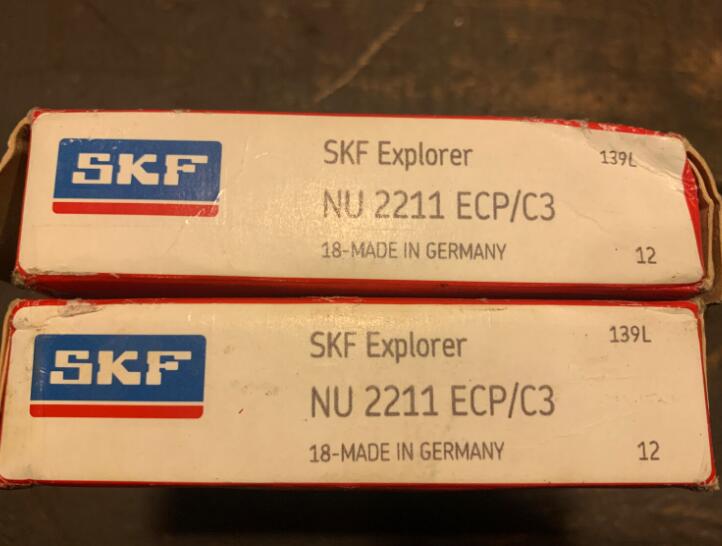 SKF
SKF Explorer 139L
NU 2211 ECP/C3
18-MADE IN GERMANY 12
SKF
SKF Explorer 139L
NU 2211 ECP/C3
18-MADE IN GERMANY 12